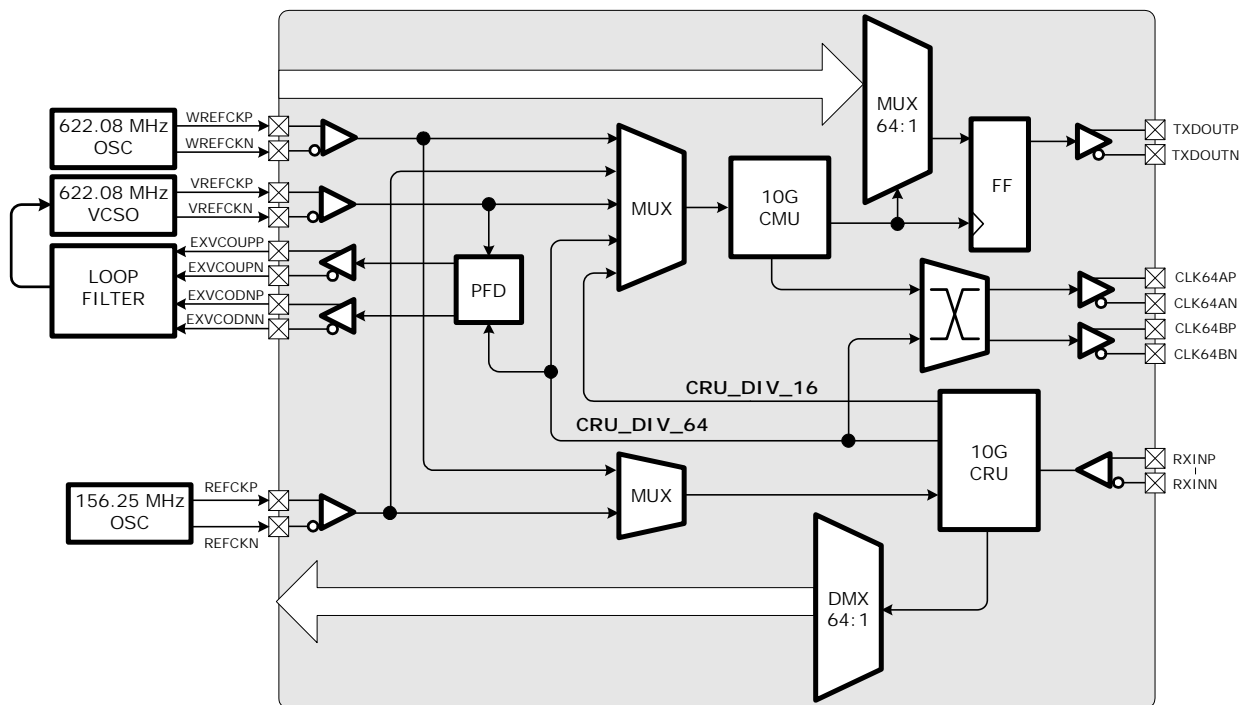 622.08 MHz
OSC
WREFCKP
WREFCKN
622.08 MHz
VCSO
VREFCKP
VREFCKN
LOOP
FILTER
EXVCOUPP
EXVCOUPN
EXVCODNP
EXVCODNN
PFD
MUX
10G
CMU
MUX
64:1
FF
TXDOUTP
TXDOUTN
CLK64AP
CLK64AN
CLK64BP
CLK64BN
CRU_DIV_16
CRU_DIV_64
10G
CRU
RXINP
RXINN
156.25 MHz
OSC
REFCKP
REFCKN
MUX
DMX
64:1